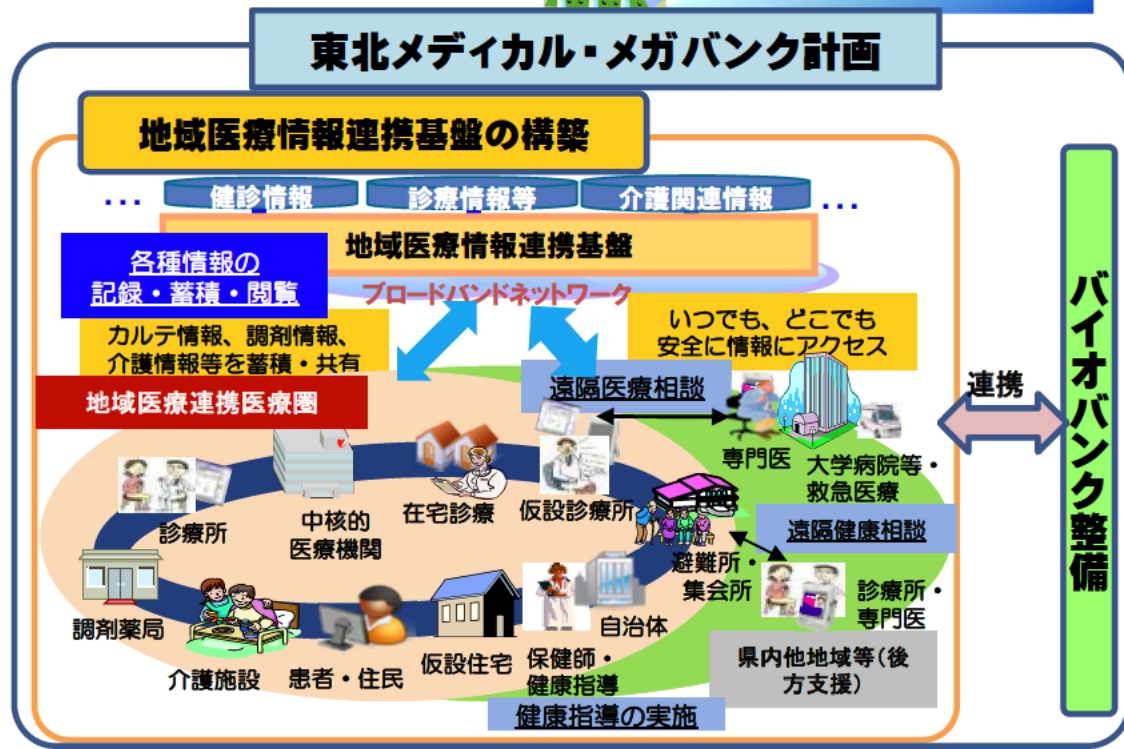 東北メディカル・メガバンク計画
地域医療情報連携基盤の構築
... 健診情報 診療情報等 介護関連情報 ...
地域医療情報連携基盤
各種情報の
記録・蓄積・閲覧
ブロードバンドネットワーク
カルテ情報、調剤情報、
介護情報等を蓄積・共有
いつでも、どこでも
安全に情報にアクセス
地域医療連携医療圏
遠隔医療相談
連携
バイオバンク整備
専門医
大学病院等・
救急医療
診療所
中核的
医療機関
在宅診療
仮設診療所
遠隔健康相談
避難所・
集会所
診療所・
専門医
調剤薬局
介護施設
患者・住民
仮設住宅
保健師・
健康指導
自治体
県内他地域等(後
方支援)
健康指導の実施